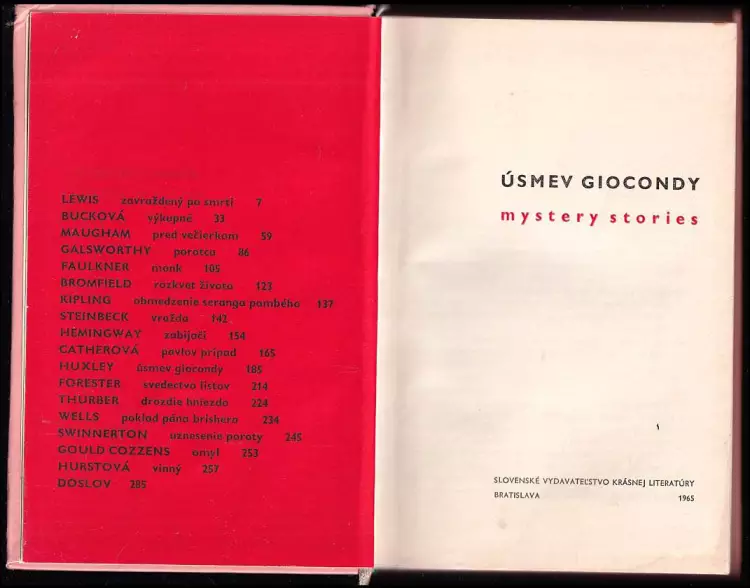 LEWIS zavraždený po smrti 7
BUCKOVÁ výkupné 33
MAUGHAM pred večierkom 59
GALSWORTHY porotca 86
FAULKNER monk 105
BROMFIELD rozkvet života 123
KIPLING obmedzenie seranga pambého 137
STEINBECK vražda 142
HEMINGWAY zabijači 154
CATHEROVÁ pavlov prípad 165
HUXLEY úsmev giocondy 185
FORESTER svedectvo listov 214
THURBER drozdie hniezdo 224
WELLS poklad pána brishera 234
SWINNERTON uznesenie poroty 245
GOULD COZZENS omyl 253
HURSTOVÁ vinný 257
DOSLOV 285
ÚSMEV GIOCONDY
mystery stories
SLOVENSKÉ VYDAVATEĽSTVO KRÁSNEJ LITERATÚRY
BRATISLAVA 1965